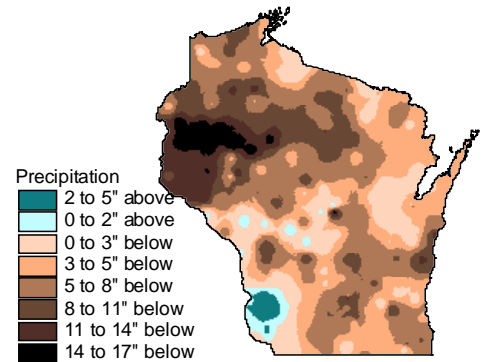 Precipitation
2 to 5" above
0 to 2" above
0 to 3" below
3 to 5" below
5 to 8" below
8 to 11" below
11 to 14" below
14 to 17" below